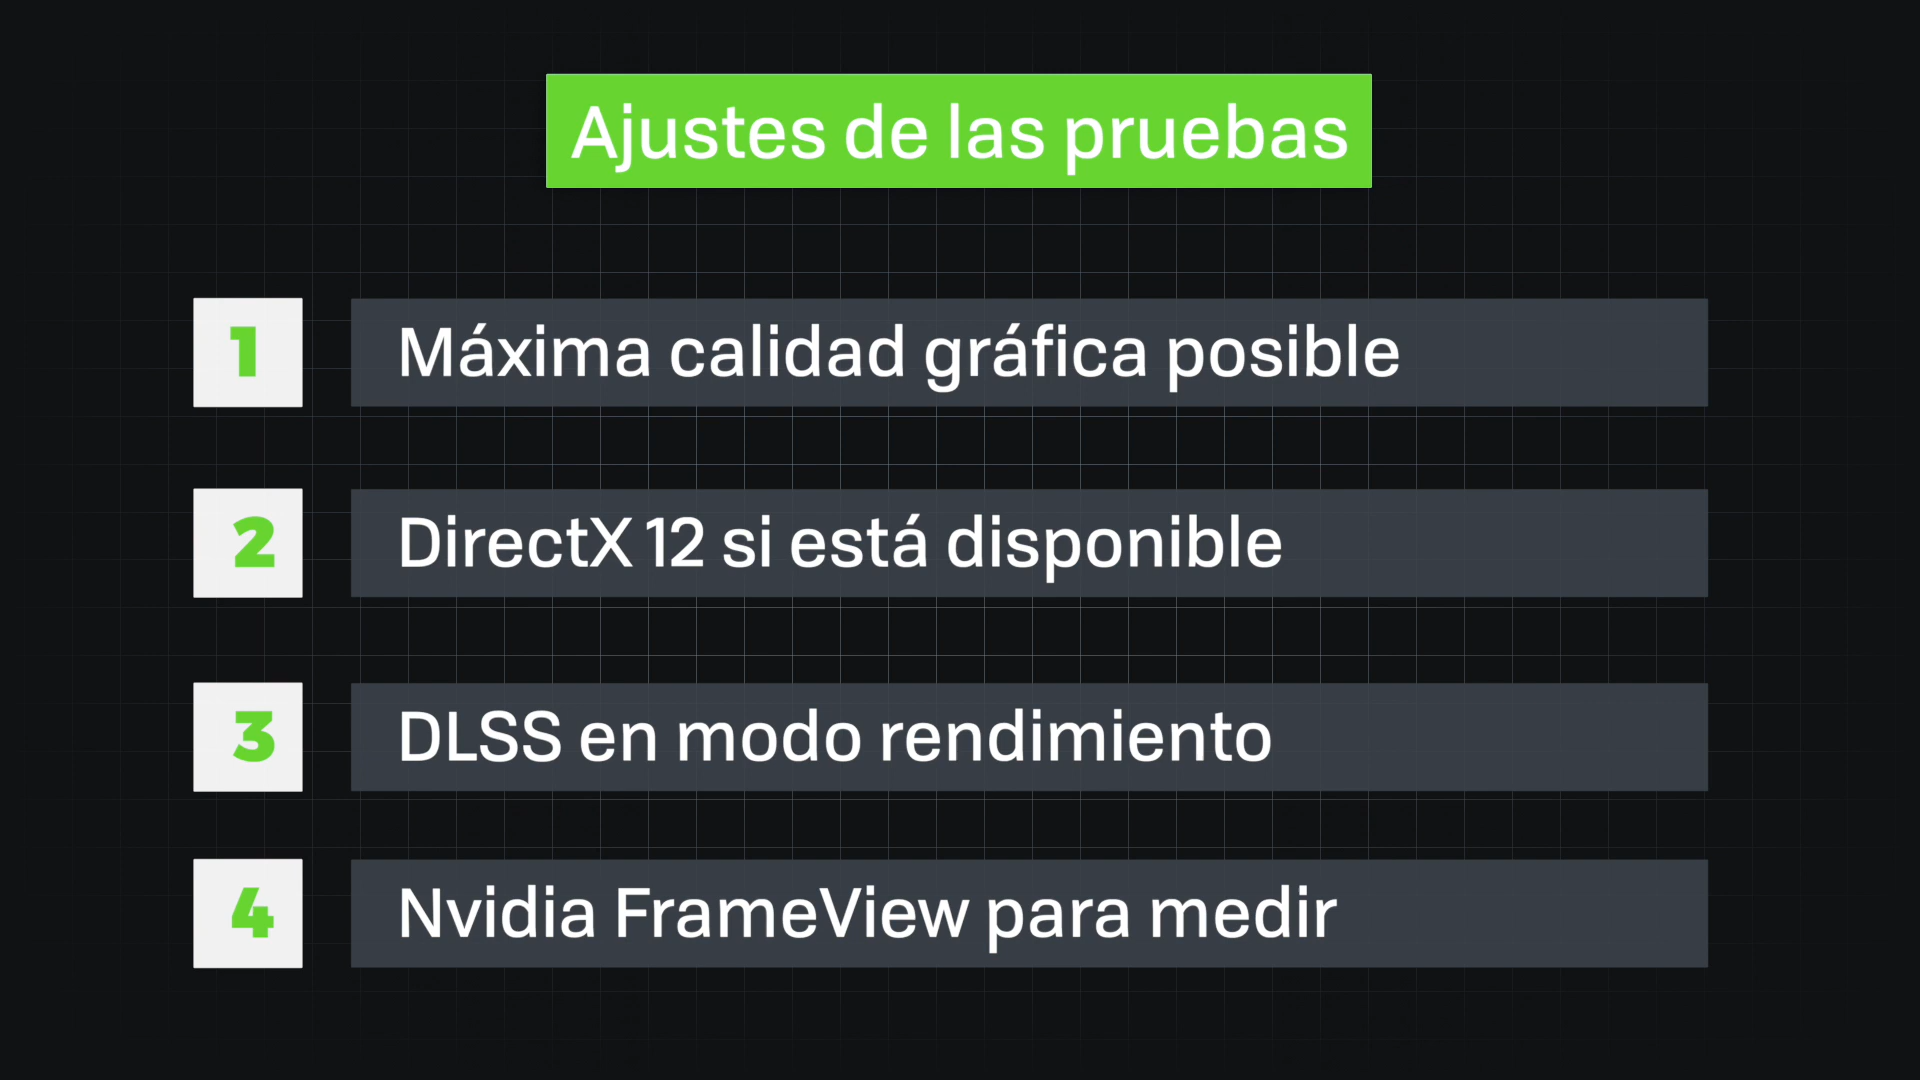 Ajustes de las pruebas
1 Máxima calidad gráfica posible
2 DirectX 12 si está disponible
3 DLSS en modo rendimiento
4 Nvidia FrameView para medir